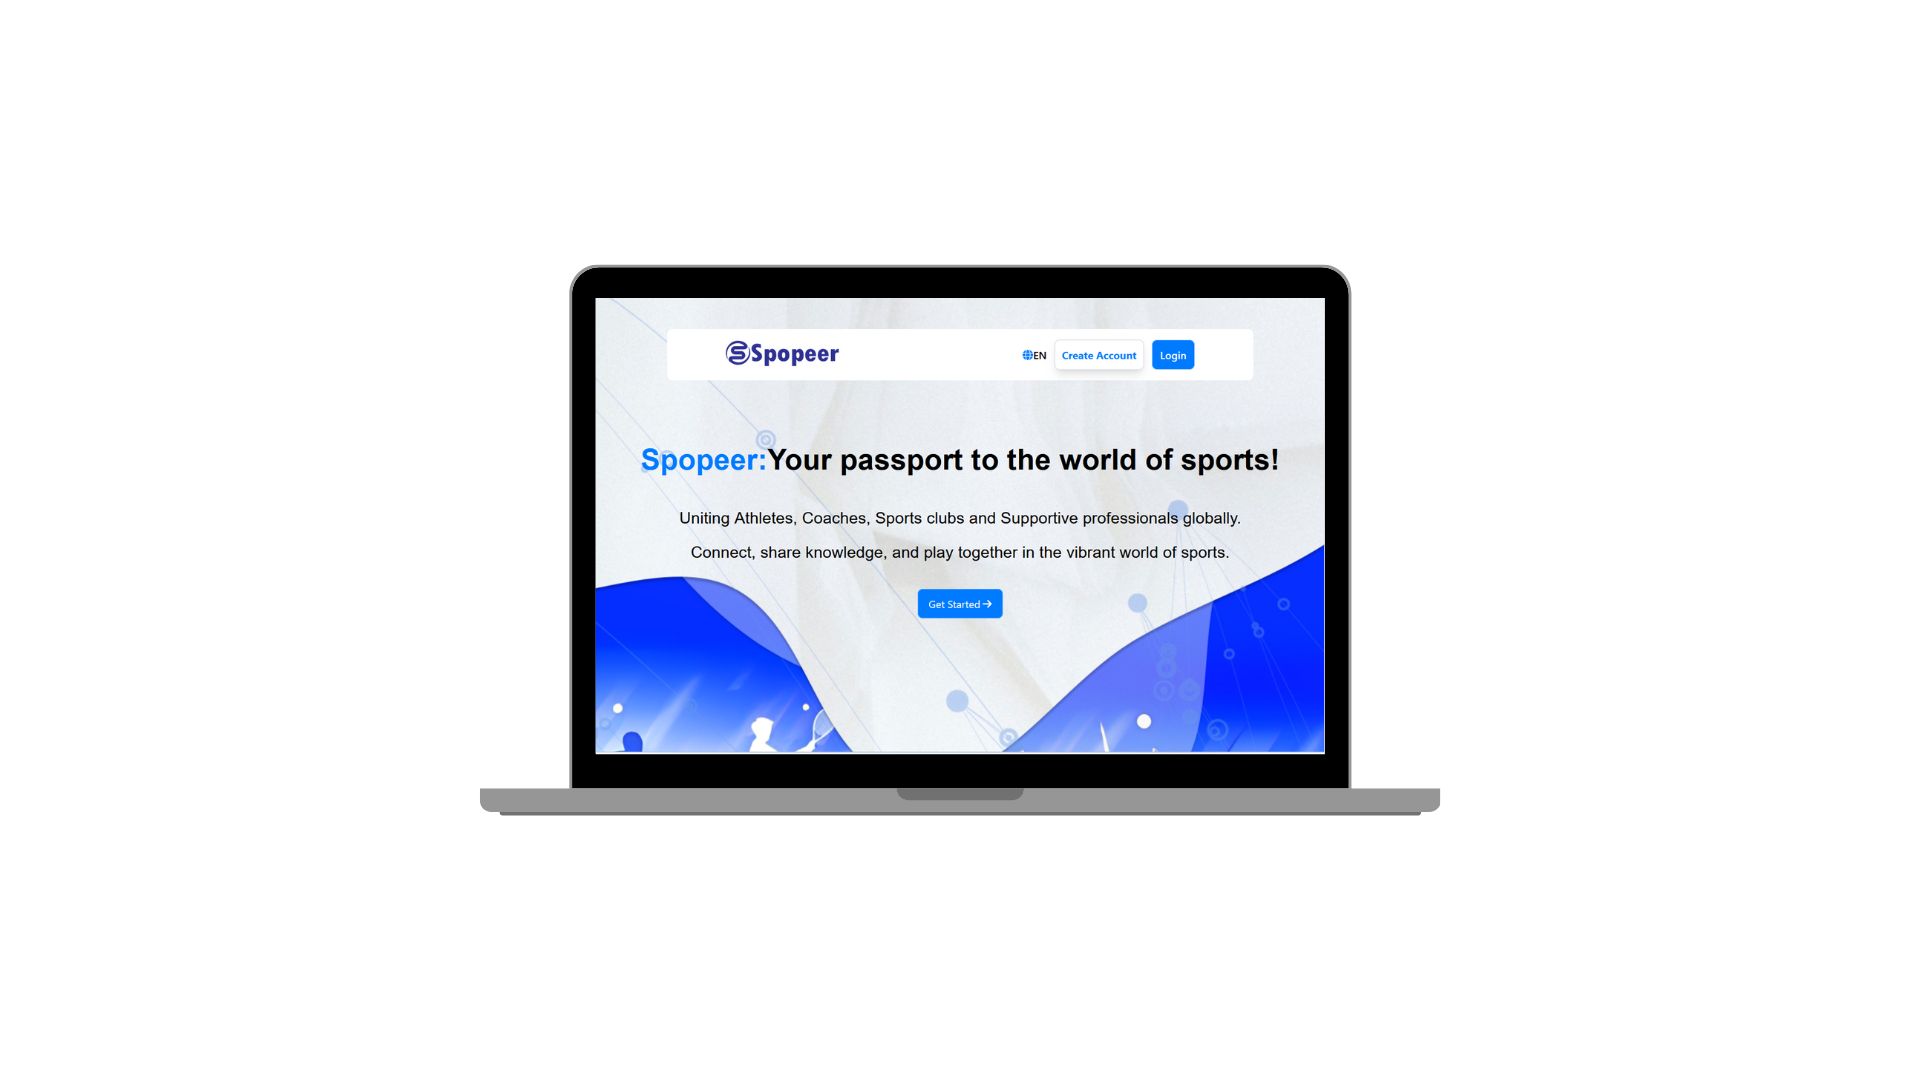 Spopeer
EN
Create Account
Login
Spopeer:Your passport to the world of sports!
Uniting Athletes, Coaches, Sports clubs and Supportive professionals globally.
Connect, share knowledge, and play together in the vibrant world of sports.
Get Started